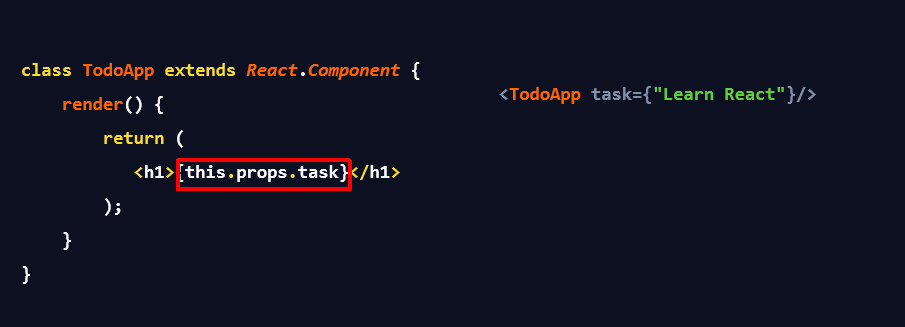 class TodoApp extends React.Component {
render() {
return (
<h1>{this.props.task}</h1>
);
}
}
<TodoApp task={"Learn React"}/>